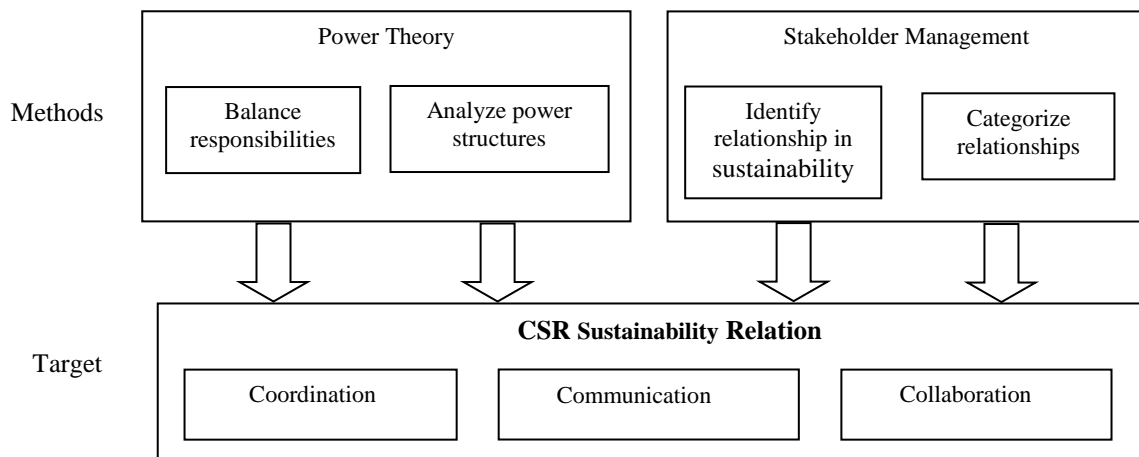 Power Theory
Stakeholder Management
Methods
Balance
responsibilities
Analyze power
structures
Identify
relationship in
sustainability
Categorize
relationships
CSR Sustainability Relation
Target
Coordination
Communication
Collaboration